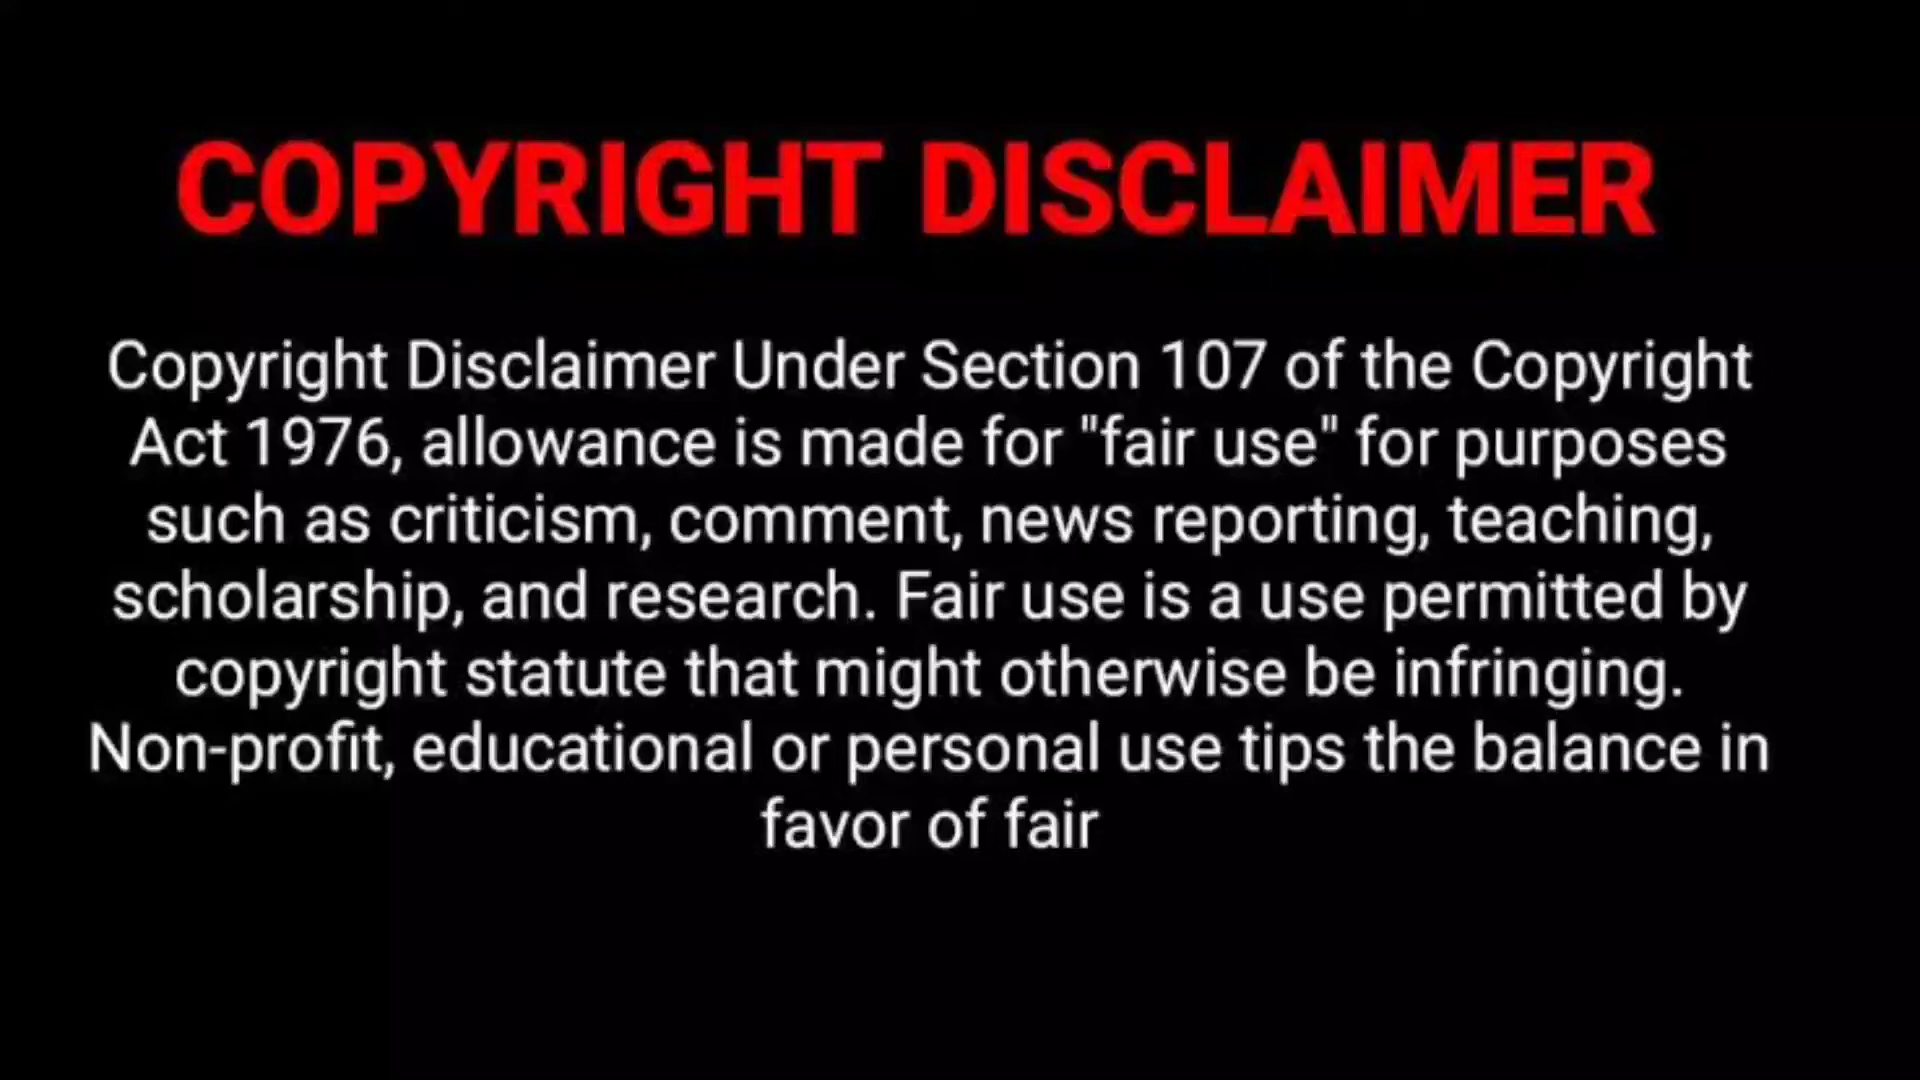 COPYRIGHT DISCLAIMER
Copyright Disclaimer Under Section 107 of the Copyright
Act 1976, allowance is made for "fair use" for purposes
such as criticism, comment, news reporting, teaching,
scholarship, and research. Fair use is a use permitted by
copyright statute that might otherwise be infringing.
Non-profit, educational or personal use tips the balance in
favor of fair